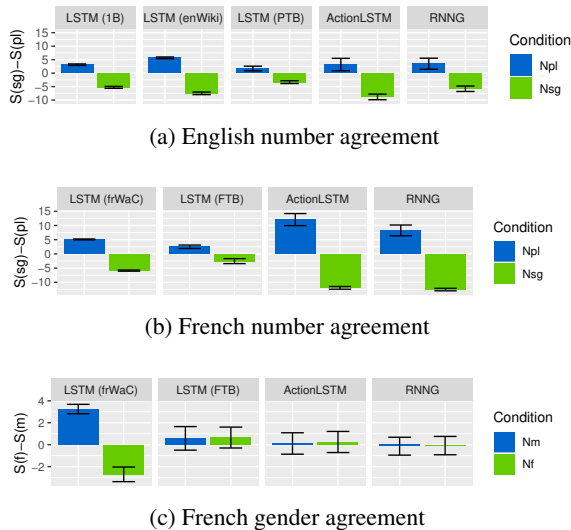 LSTM (1B) LSTM (enWiki) LSTM (PTB) ActionLSTM RNNG
S(sg)−S(pl)
15
10
5
0
−5
−10
Condition
Npl
Nsg
(a) English number agreement
LSTM (frWaC) LSTM (FTB) ActionLSTM RNNG
S(sg)−S(pl)
15
10
5
0
−5
−10
Condition
Npl
Nsg
(b) French number agreement
LSTM (frWaC) LSTM (FTB) ActionLSTM RNNG
S(f)−S(m)
4
2
0
−2
Condition
Nm
Nf
(c) French gender agreement